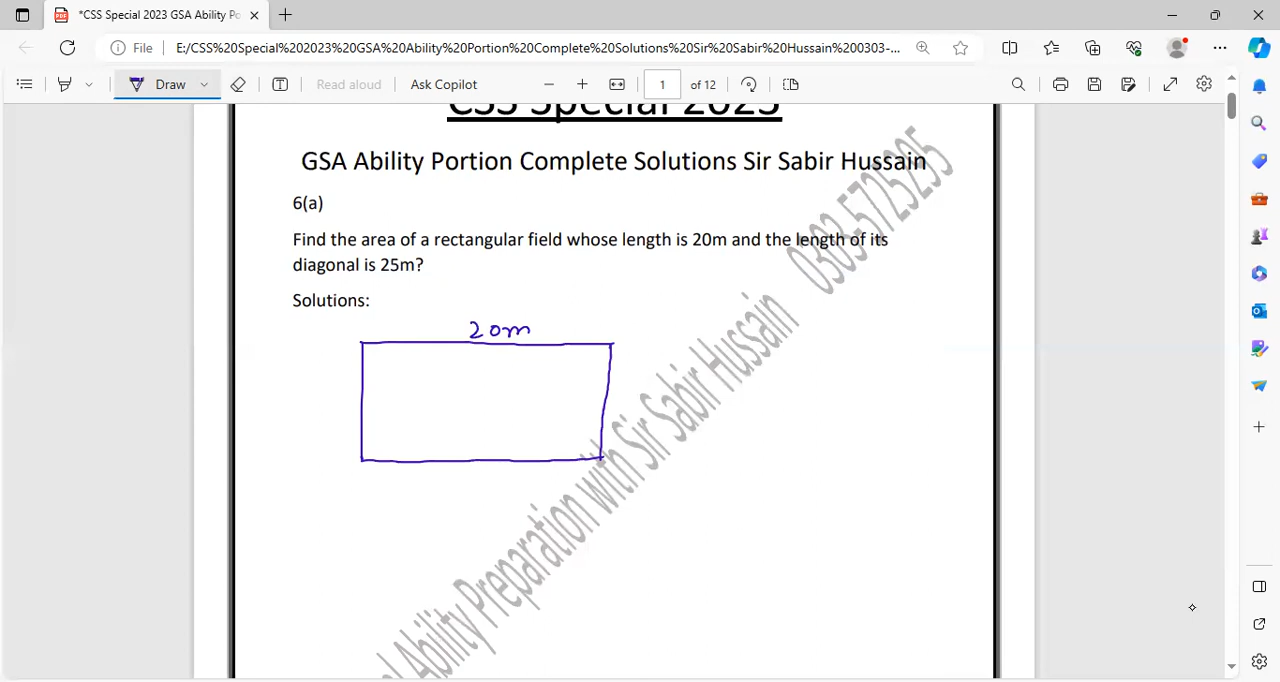 *CSS Special 2023 GSA Ability Po
File
E:/CSS%20Special%202023%20GSA%20Ability%20Portion%20Complete%20Solutions%20Sir%20Sabir%20Hussain%200303-...
Draw
Read aloud
Ask Copilot
1
of 12
CSS Special 2023
GSA Ability Portion Complete Solutions Sir Sabir Hussain
6(a)
Find the area of a rectangular field whose length is 20m and the length of its
diagonal is 25m?
Solutions:
20m
Ability Preparation with Sir Sabir Hussain 0303-5725295